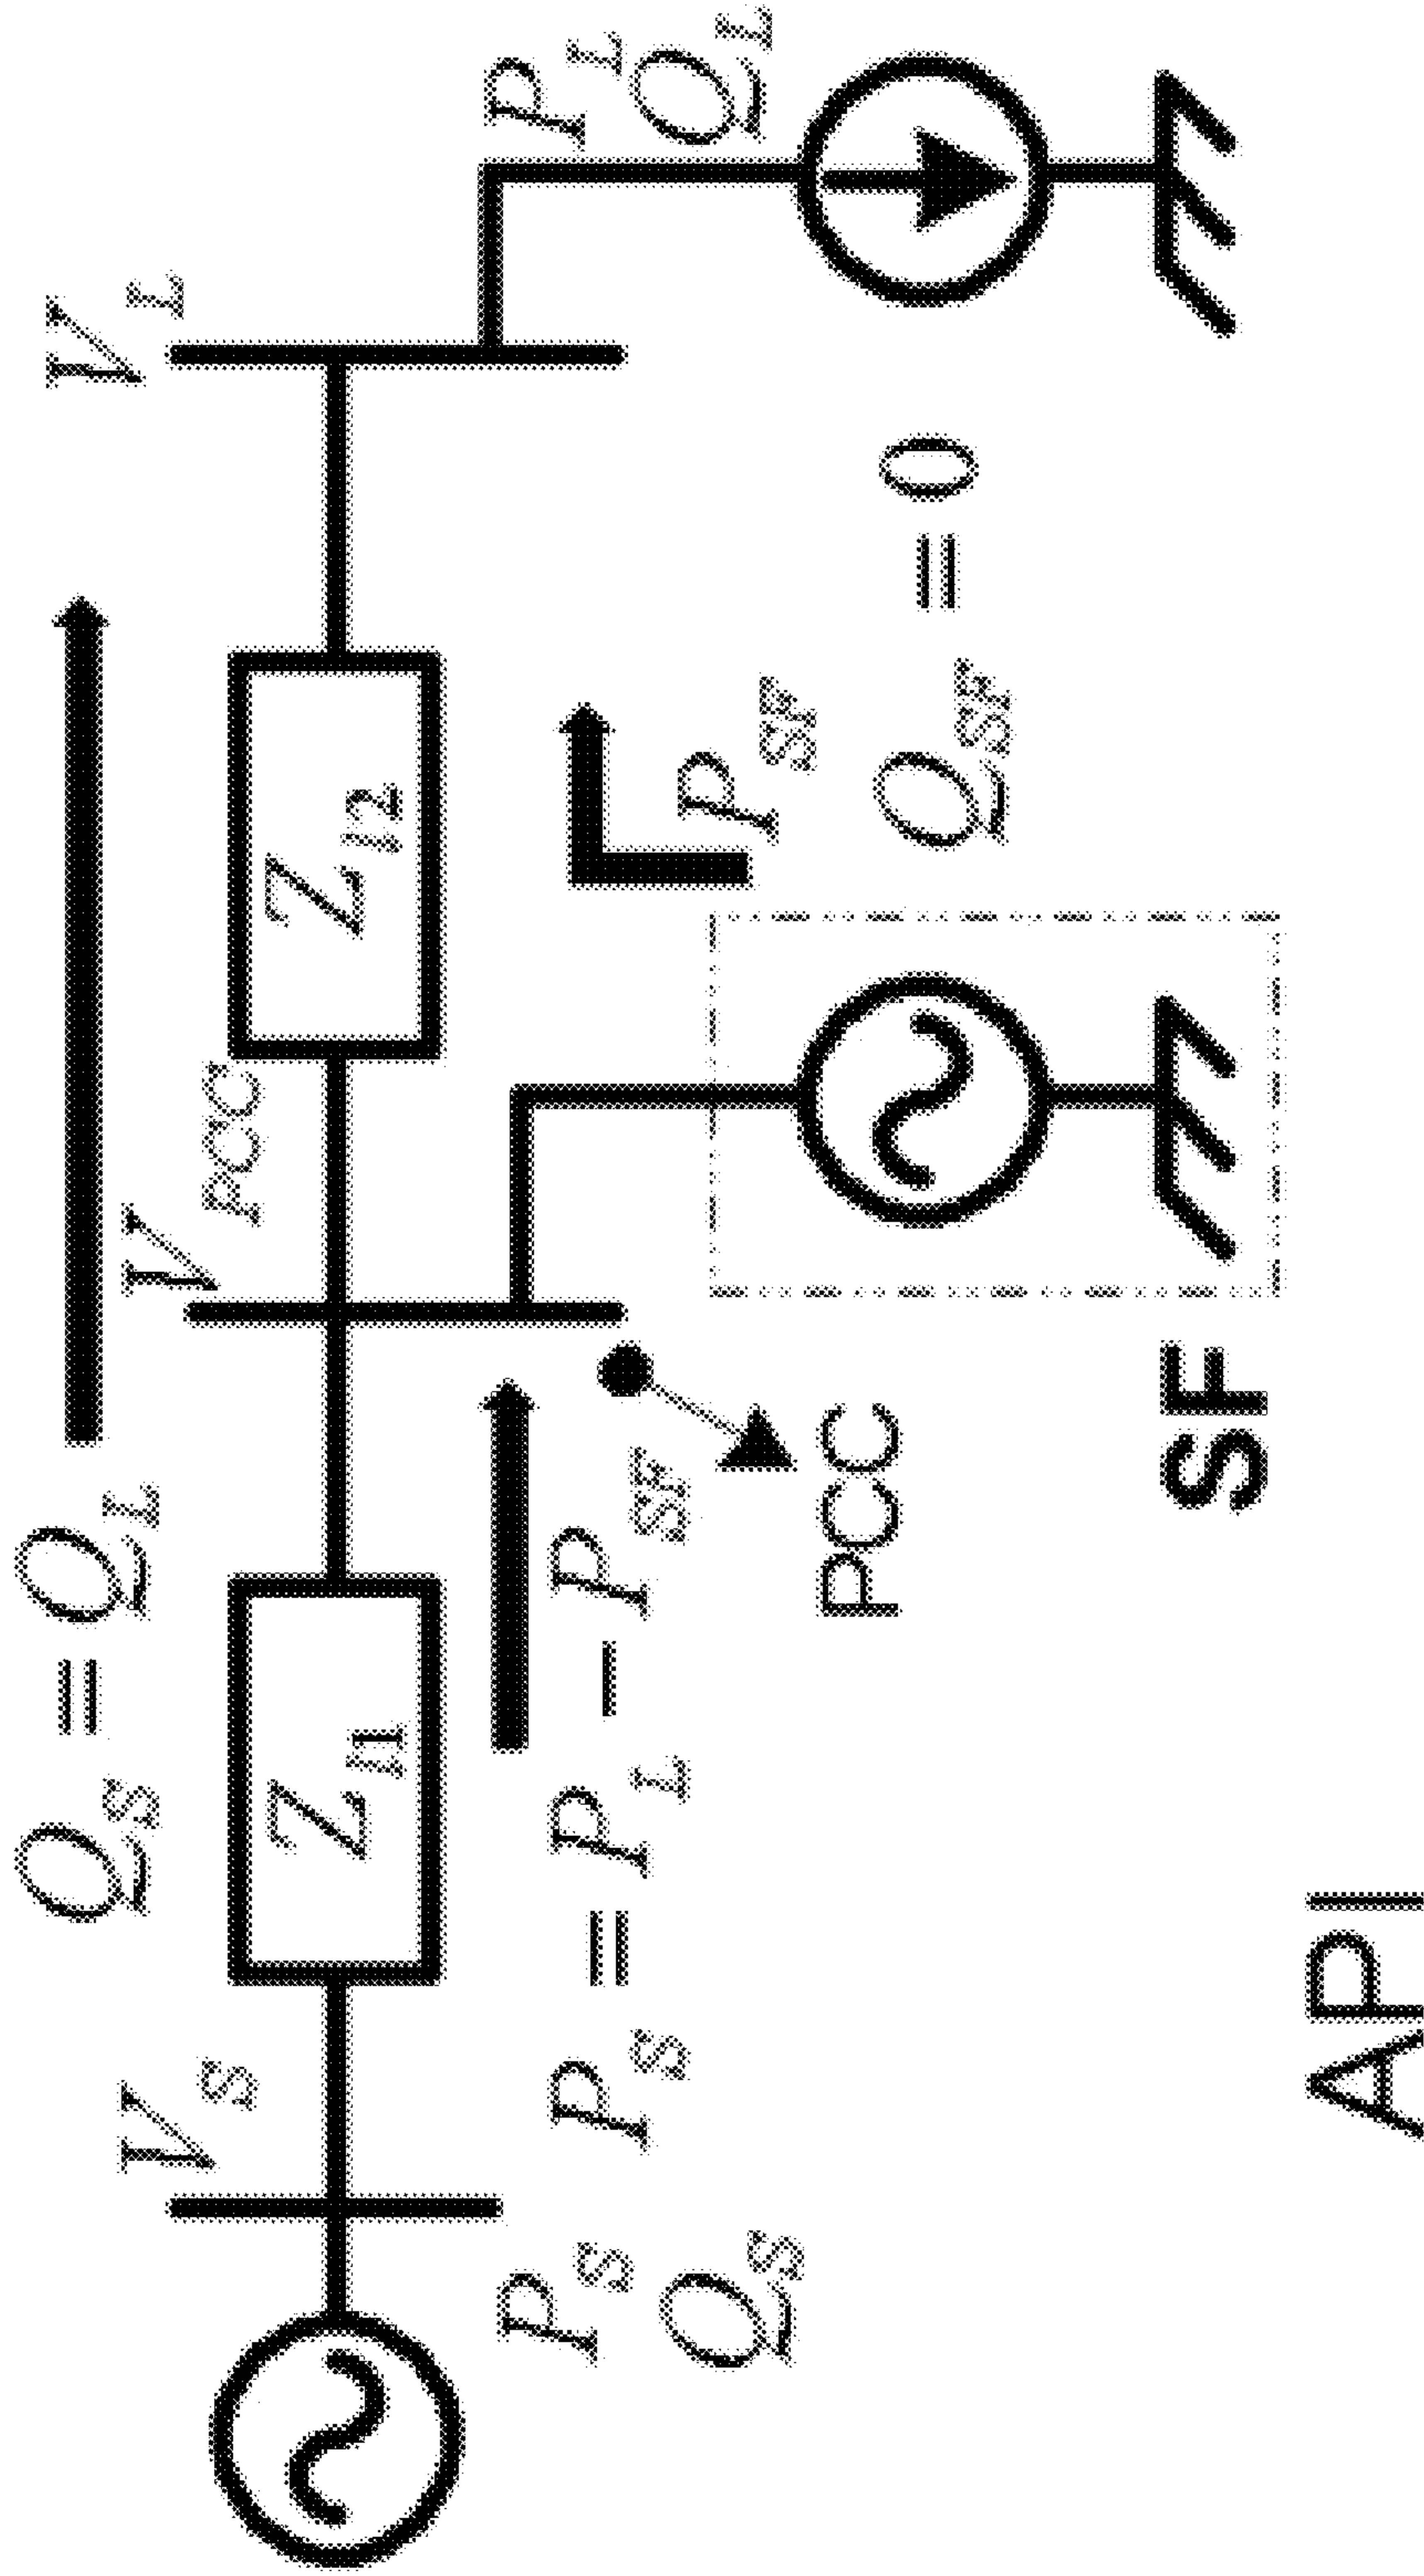 Q_S = Q_L
V_S
V_PCC
V_L
Z_l1
Z_l2
P_S
Q_S
P_S = P_L − P_SF
P_L
Q_L
P_SF
Q_SF = 0
PCC
SF
API